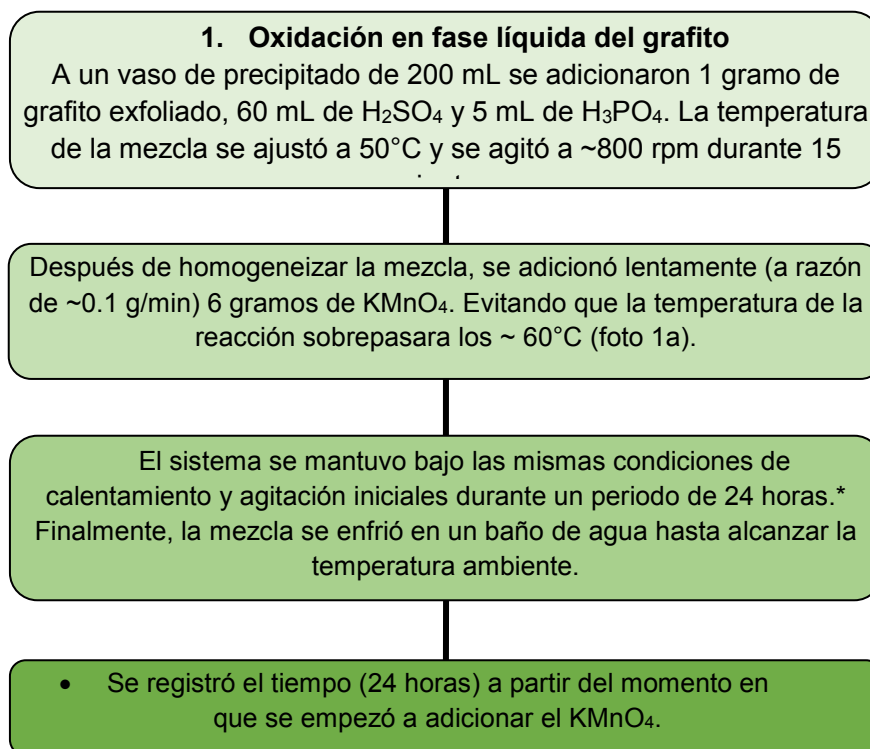 1. Oxidación en fase líquida del grafito
A un vaso de precipitado de 200 mL se adicionaron 1 gramo de
grafito exfoliado, 60 mL de H₂SO₄ y 5 mL de H₃PO₄. La temperatura
de la mezcla se ajustó a 50°C y se agitó a ~800 rpm durante 15
Después de homogeneizar la mezcla, se adicionó lentamente (a razón
de ~0.1 g/min) 6 gramos de KMnO₄. Evitando que la temperatura de la
reacción sobrepasara los ~ 60°C (foto 1a).
El sistema se mantuvo bajo las mismas condiciones de
calentamiento y agitación iniciales durante un periodo de 24 horas.*
Finalmente, la mezcla se enfrió en un baño de agua hasta alcanzar la
temperatura ambiente.
• Se registró el tiempo (24 horas) a partir del momento en
que se empezó a adicionar el KMnO₄.